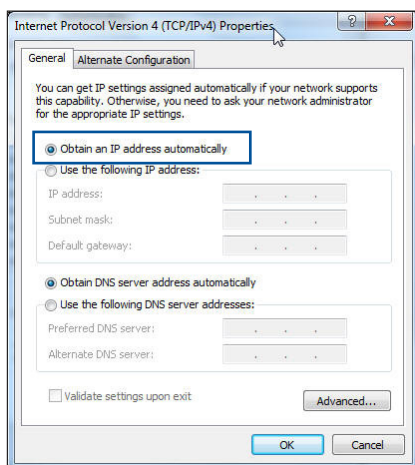 Internet Protocol Version 4 (TCP/IPv4) Properties
General
Alternate Configuration
You can get IP settings assigned automatically if your network supports
this capability. Otherwise, you need to ask your network administrator
for the appropriate IP settings.
Obtain an IP address automatically
Use the following IP address:
IP address:
Subnet mask:
Default gateway:
Obtain DNS server address automatically
Use the following DNS server addresses:
Preferred DNS server:
Alternate DNS server:
Validate settings upon exit
Advanced...
OK
Cancel